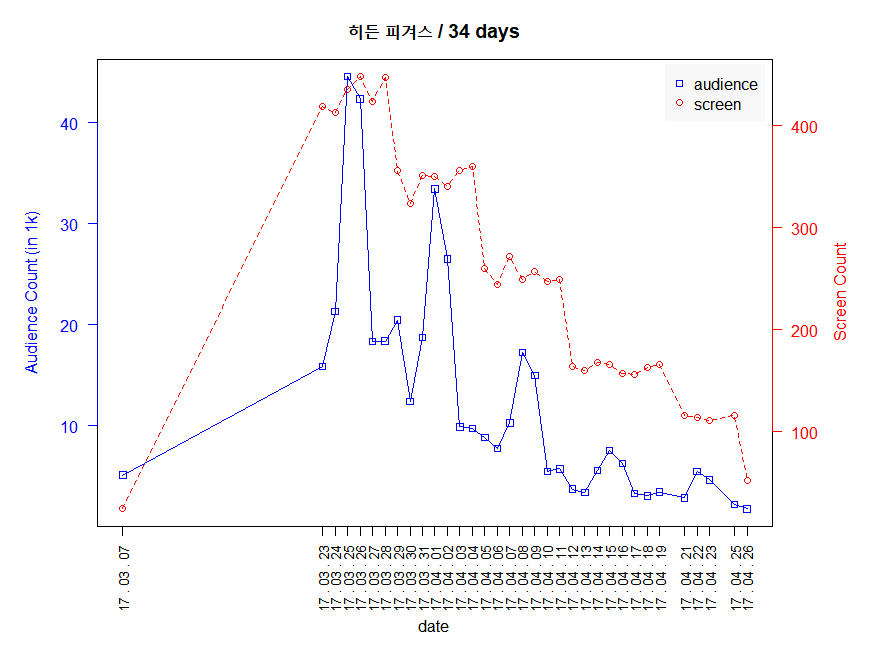 히든 피겨스 / 34 days
audience
screen
Audience Count (in 1k)
40
30
20
10
Screen Count
400
300
200
100
17 . 03 . 07
17 . 03 . 23
17 . 03 . 24
17 . 03 . 25
17 . 03 . 26
17 . 03 . 27
17 . 03 . 28
17 . 03 . 29
17 . 03 . 30
17 . 03 . 31
17 . 04 . 01
17 . 04 . 02
17 . 04 . 03
17 . 04 . 04
17 . 04 . 05
17 . 04 . 06
17 . 04 . 07
17 . 04 . 08
17 . 04 . 09
17 . 04 . 10
17 . 04 . 11
17 . 04 . 12
17 . 04 . 13
17 . 04 . 14
17 . 04 . 15
17 . 04 . 16
17 . 04 . 17
17 . 04 . 18
17 . 04 . 19
17 . 04 . 21
17 . 04 . 22
17 . 04 . 23
17 . 04 . 25
17 . 04 . 26
date